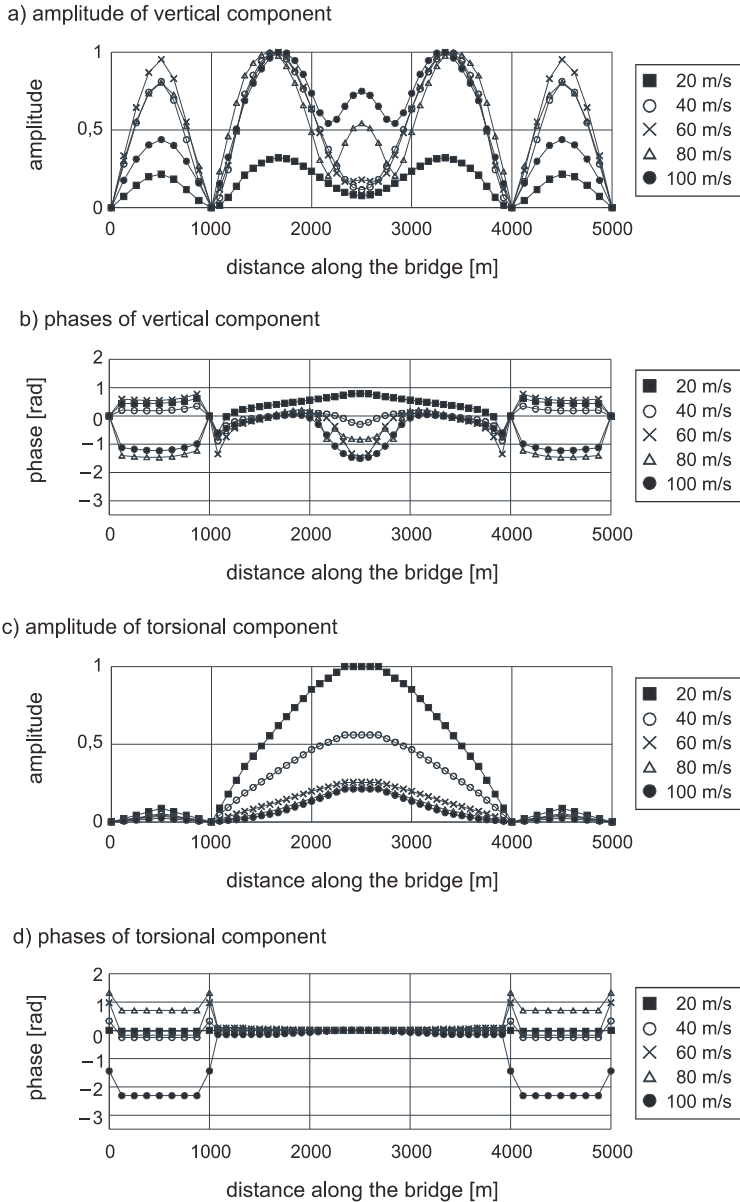 a) amplitude of vertical component
amplitude
1
0,5
0
0 1000 2000 3000 4000 5000
distance along the bridge [m]
20 m/s
40 m/s
60 m/s
80 m/s
100 m/s
b) phases of vertical component
phase [rad]
2
1
0
−1
−2
−3
0 1000 2000 3000 4000 5000
distance along the bridge [m]
20 m/s
40 m/s
60 m/s
80 m/s
100 m/s
c) amplitude of torsional component
amplitude
1
0,5
0
0 1000 2000 3000 4000 5000
distance along the bridge [m]
20 m/s
40 m/s
60 m/s
80 m/s
100 m/s
d) phases of torsional component
phase [rad]
2
1
0
−1
−2
−3
0 1000 2000 3000 4000 5000
distance along the bridge [m]
20 m/s
40 m/s
60 m/s
80 m/s
100 m/s